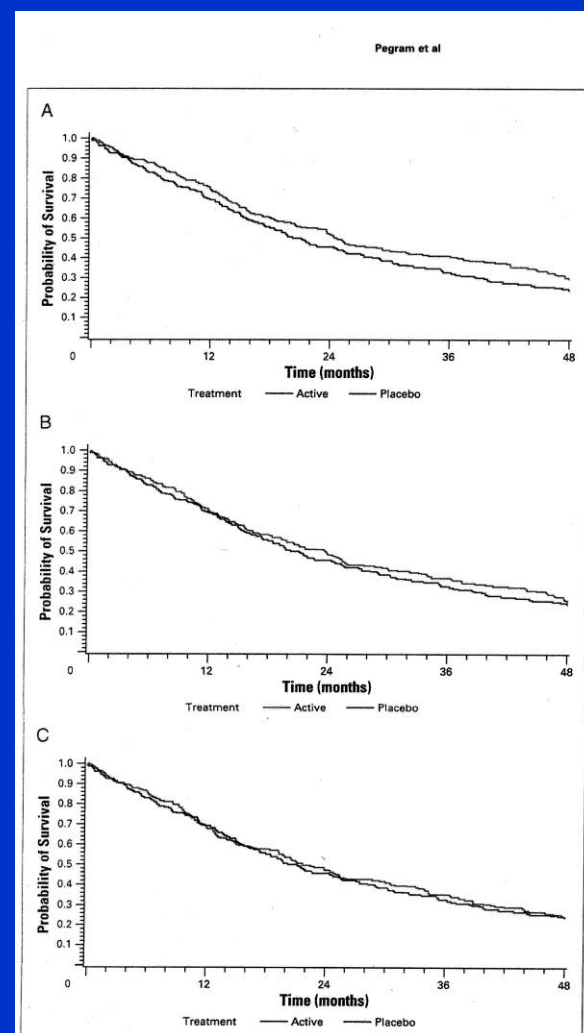 Pegram et al
A
1.0
0.9
0.8
0.7
0.6
0.5
0.4
0.3
0.2
0.1
Probability of Survival
0 12 24 36 48
Time (months)
Treatment Active Placebo
B
1.0
0.9
0.8
0.7
0.6
0.5
0.4
0.3
0.2
0.1
Probability of Survival
0 12 24 36 48
Time (months)
Treatment Active Placebo
C
1.0
0.9
0.8
0.7
0.6
0.5
0.4
0.3
0.2
0.1
Probability of Survival
0 12 24 36 48
Time (months)
Treatment Active Placebo